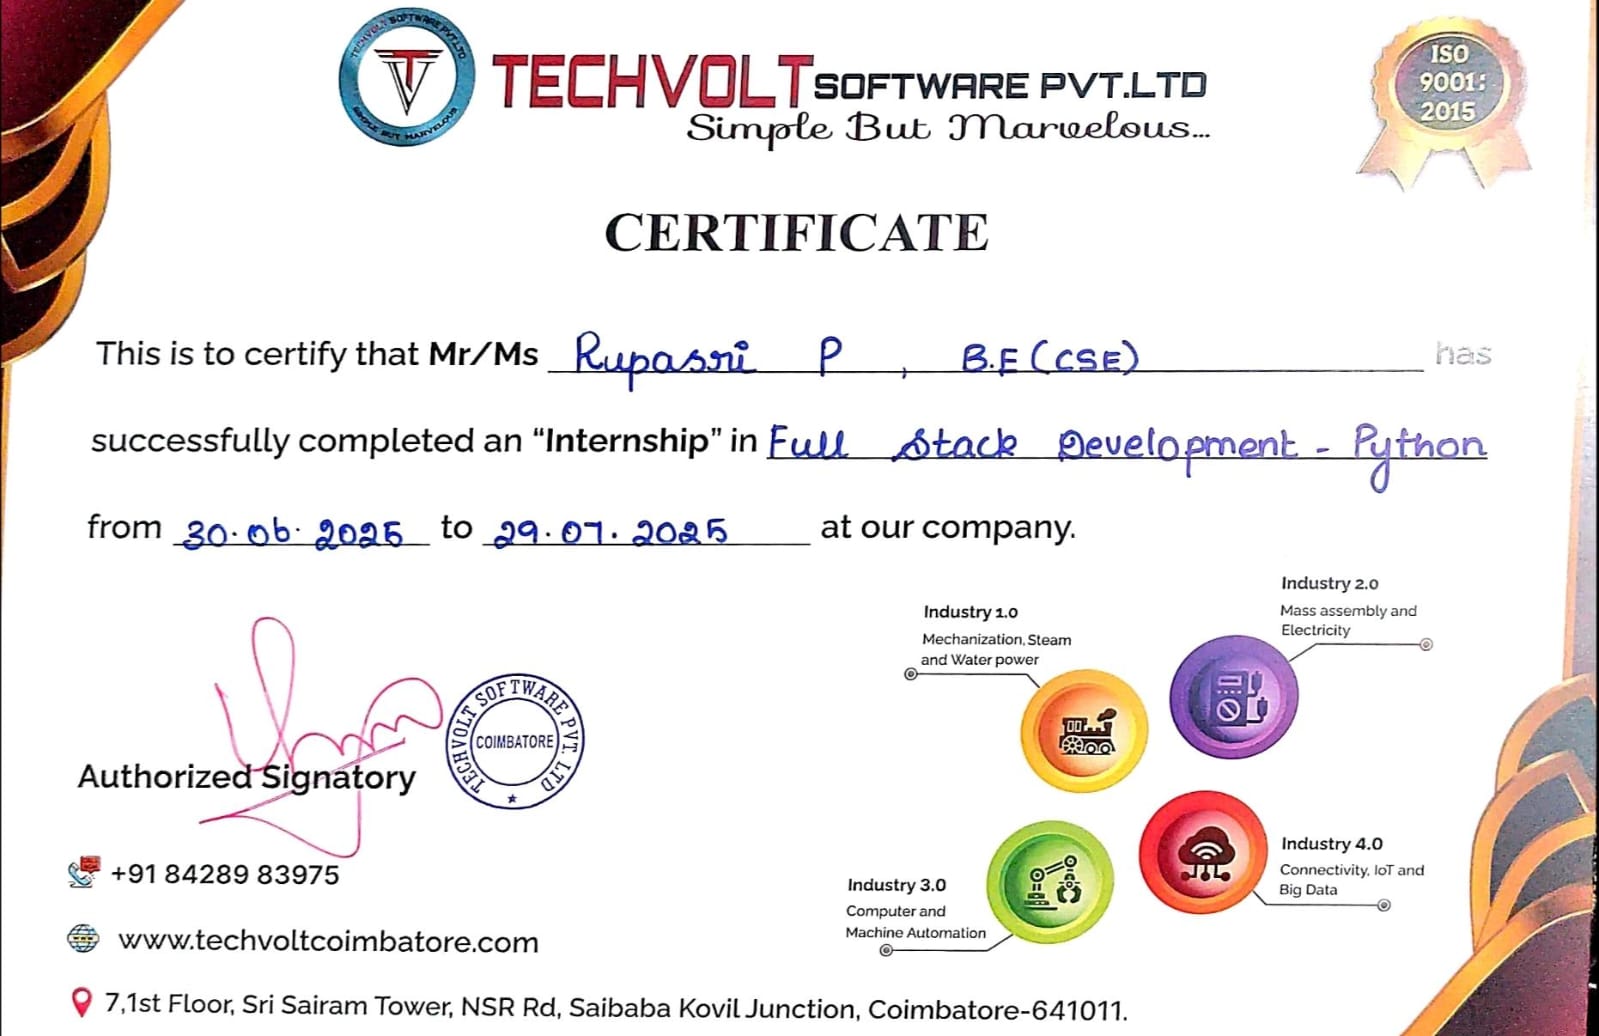 TECHVOLT SOFTWARE PVT.LTD
SIMPLE BUT MARVELOUS
T V
TECHVOLT SOFTWARE PVT.LTD
Simple But Marvelous...
ISO
9001:
2015
CERTIFICATE
This is to certify that Mr/Ms Rupasri P, B.E (CSE) has
successfully completed an “Internship” in Full Stack Development - Python
from 30.06.2025 to 29.07.2025 at our company.
Industry 1.0
Mechanization, Steam
and Water power
Industry 2.0
Mass assembly and
Electricity
Industry 3.0
Computer and
Machine Automation
Industry 4.0
Connectivity, IoT and
Big Data
Authorized Signatory
TECHVOLT SOFTWARE PVT. LTD
COIMBATORE
+91 84289 83975
www.techvoltcoimbatore.com
7,1st Floor, Sri Sairam Tower, NSR Rd, Saibaba Kovil Junction, Coimbatore-641011.